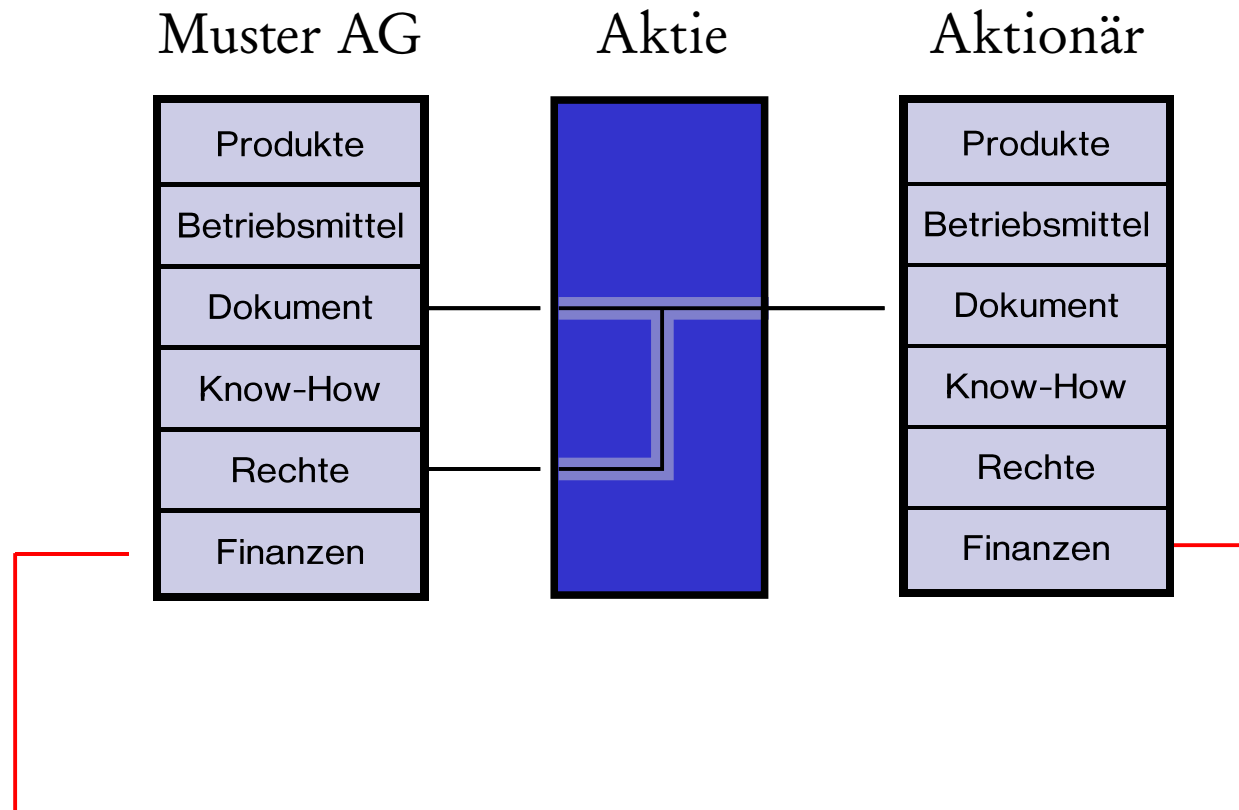 Muster AG
Aktie
Aktionär
Produkte
Betriebsmittel
Dokument
Know-How
Rechte
Finanzen
Produkte
Betriebsmittel
Dokument
Know-How
Rechte
Finanzen